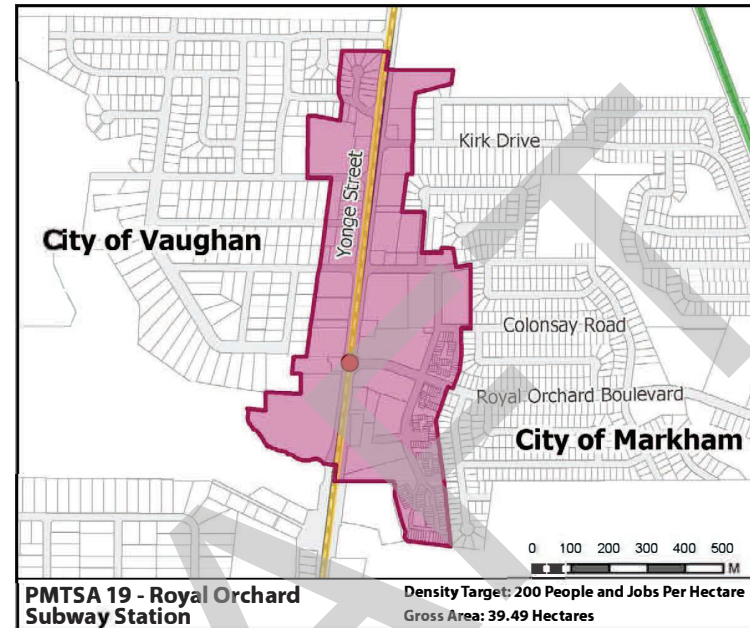 Kirk Drive
Yonge Street
City of Vaughan
Colonsay Road
Royal Orchard Boulevard
City of Markham
0 100 200 300 400 500
M
PMTSA 19 - Royal Orchard
Subway Station
Density Target: 200 People and Jobs Per Hectare
Gross Area: 39.49 Hectares